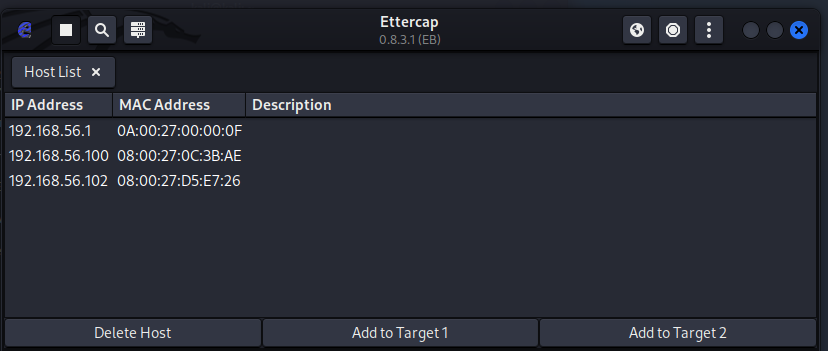 Ettercap
0.8.3.1 (EB)
Host List ×
IP Address MAC Address Description
192.168.56.1 0A:00:27:00:00:0F
192.168.56.100 08:00:27:0C:3B:AE
192.168.56.102 08:00:27:D5:E7:26
Delete Host Add to Target 1 Add to Target 2